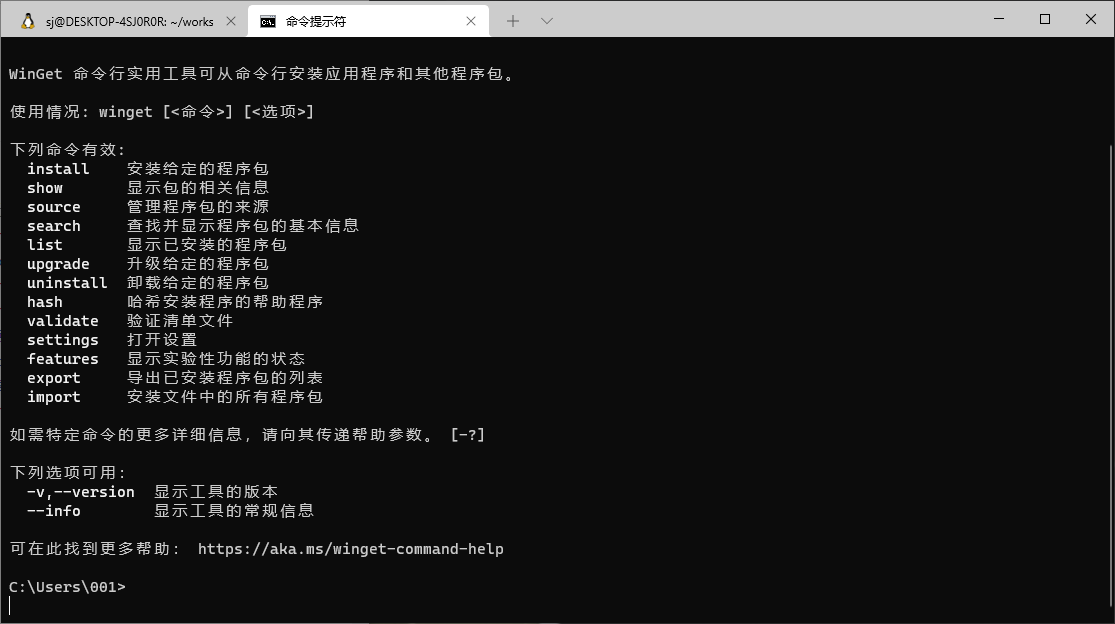 sj@DESKTOP-4SJ0R0R: ~/works
命令提示符
WinGet 命令行实用工具可从命令行安装应用程序和其他程序包。
使用情况: winget [<命令>] [<选项>]
下列命令有效:
install 安装给定的程序包
show 显示包的相关信息
source 管理程序包的来源
search 查找并显示程序包的基本信息
list 显示已安装的程序包
upgrade 升级给定的程序包
uninstall 卸载给定的程序包
hash 哈希安装程序的帮助程序
validate 验证清单文件
settings 打开设置
features 显示实验性功能的状态
export 导出已安装程序包的列表
import 安装文件中的所有程序包
如需特定命令的更多详细信息，请向其传递帮助参数。 [-?]
下列选项可用:
-v,--version 显示工具的版本
--info 显示工具的常规信息
可在此找到更多帮助: https://aka.ms/winget-command-help
C:\Users\001>